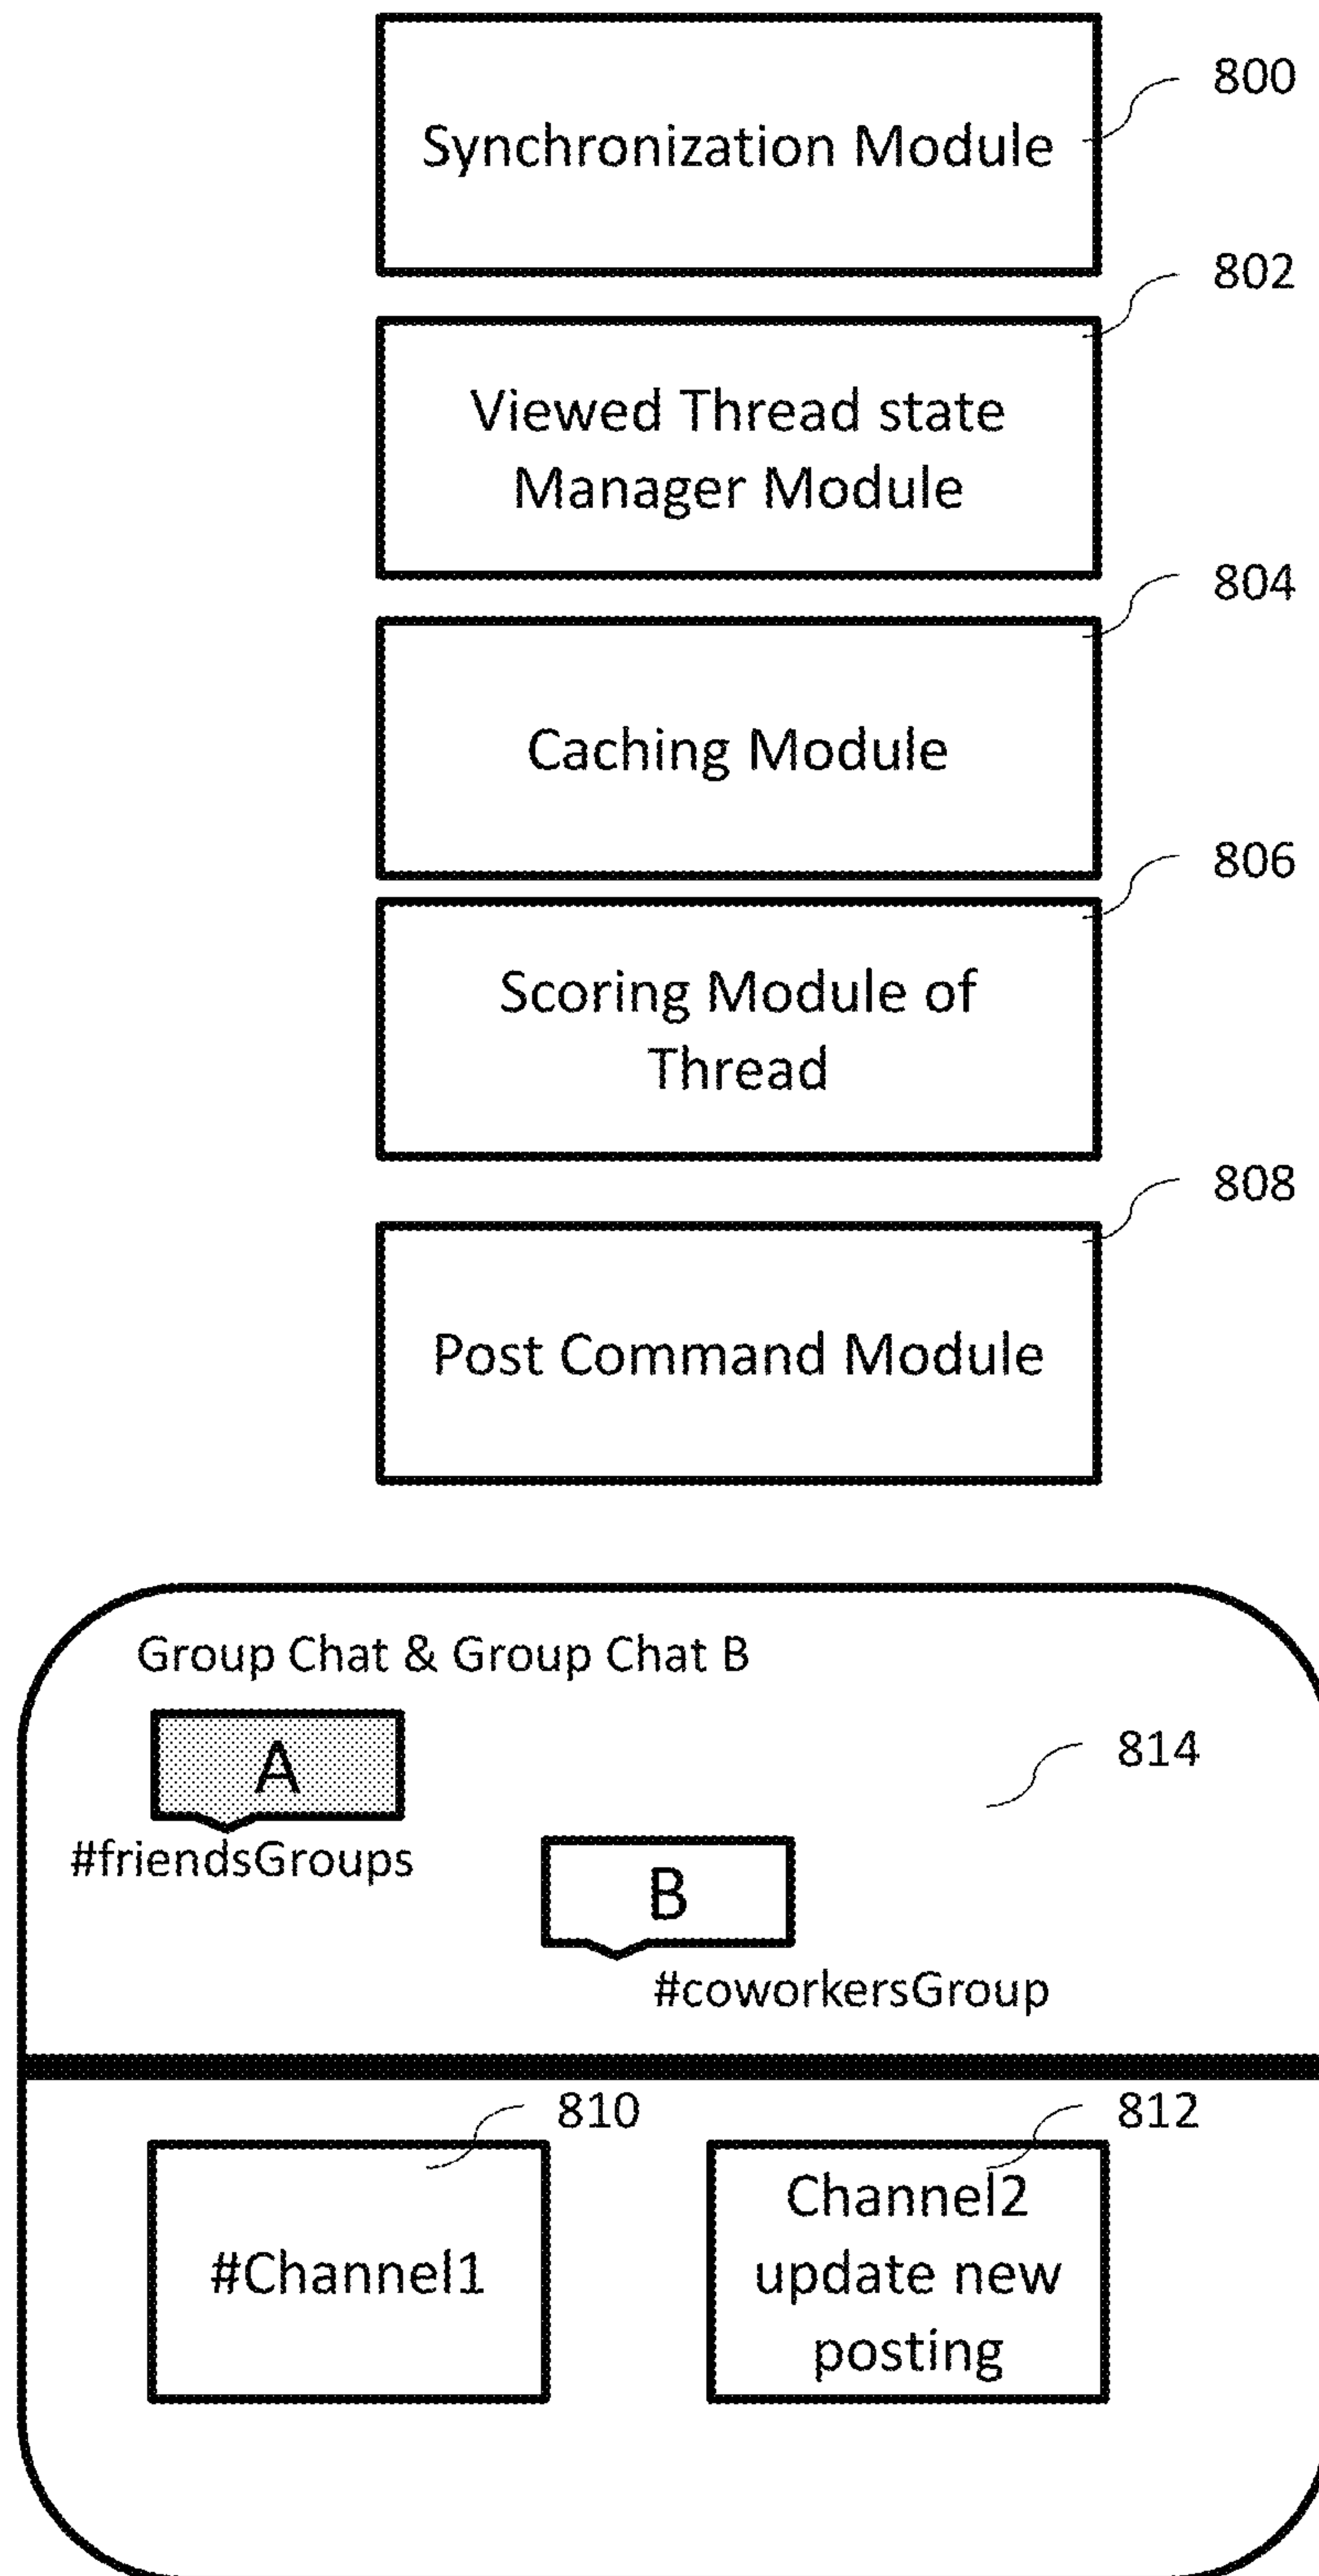 800
Synchronization Module
802
Viewed Thread state
Manager Module
804
Caching Module
806
Scoring Module of
Thread
808
Post Command Module
Group Chat & Group Chat B
A
814
#friendsGroups
B
#coworkersGroup
810
812
#Channel1
Channel2
update new
posting